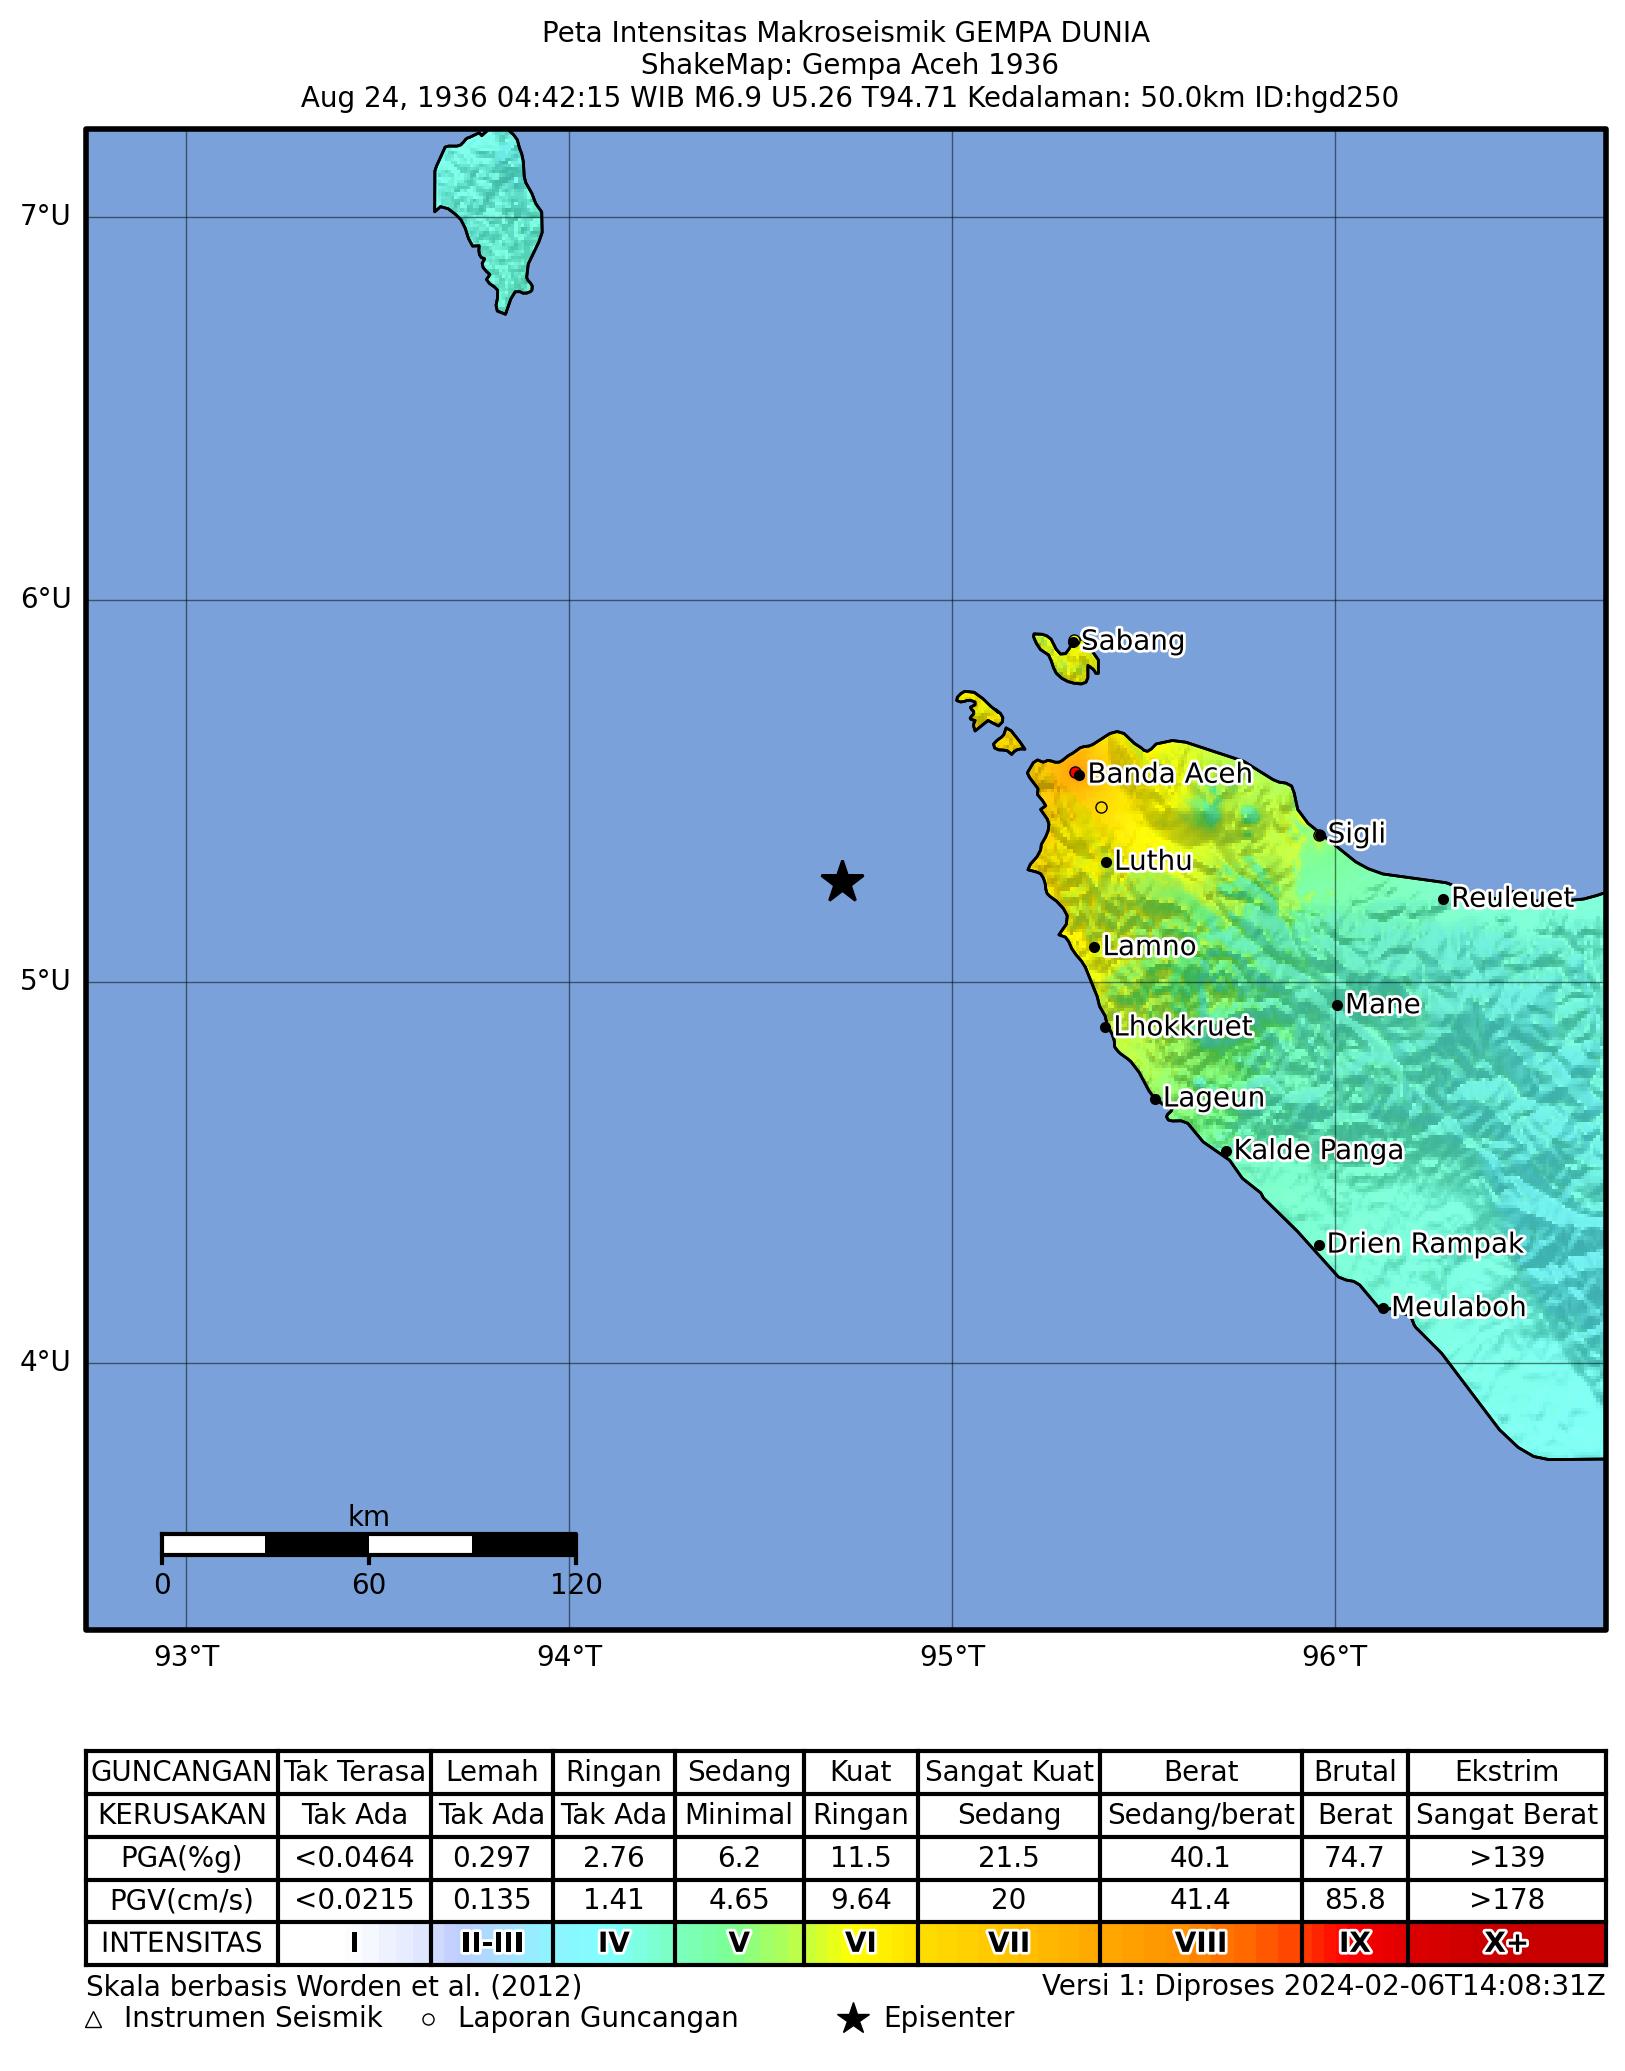 Peta Intensitas Makroseismik GEMPA DUNIA
ShakeMap: Gempa Aceh 1936
Aug 24, 1936 04:42:15 WIB M6.9 U5.26 T94.71 Kedalaman: 50.0km ID:hgd250
7°U
6°U
Sabang
Banda Aceh
Sigli
Luthu
Reuleuet
Lamno
5°U
Mane
Lhokkruet
Lageun
Kalde Panga
Drien Rampak
Meulaboh
4°U
km
0 60 120
93°T 94°T 95°T 96°T
GUNCANGAN Tak Terasa Lemah Ringan Sedang Kuat Sangat Kuat Berat Brutal Ekstrim
KERUSAKAN Tak Ada Tak Ada Tak Ada Minimal Ringan Sedang Sedang/berat Berat Sangat Berat
PGA(%g) <0.0464 0.297 2.76 6.2 11.5 21.5 40.1 74.7 >139
PGV(cm/s) <0.0215 0.135 1.41 4.65 9.64 20 41.4 85.8 >178
INTENSITAS I II-III IV V VI VII VIII IX X+
Skala berbasis Worden et al. (2012) Versi 1: Diproses 2024-02-06T14:08:31Z
Instrumen Seismik Laporan Guncangan Episenter